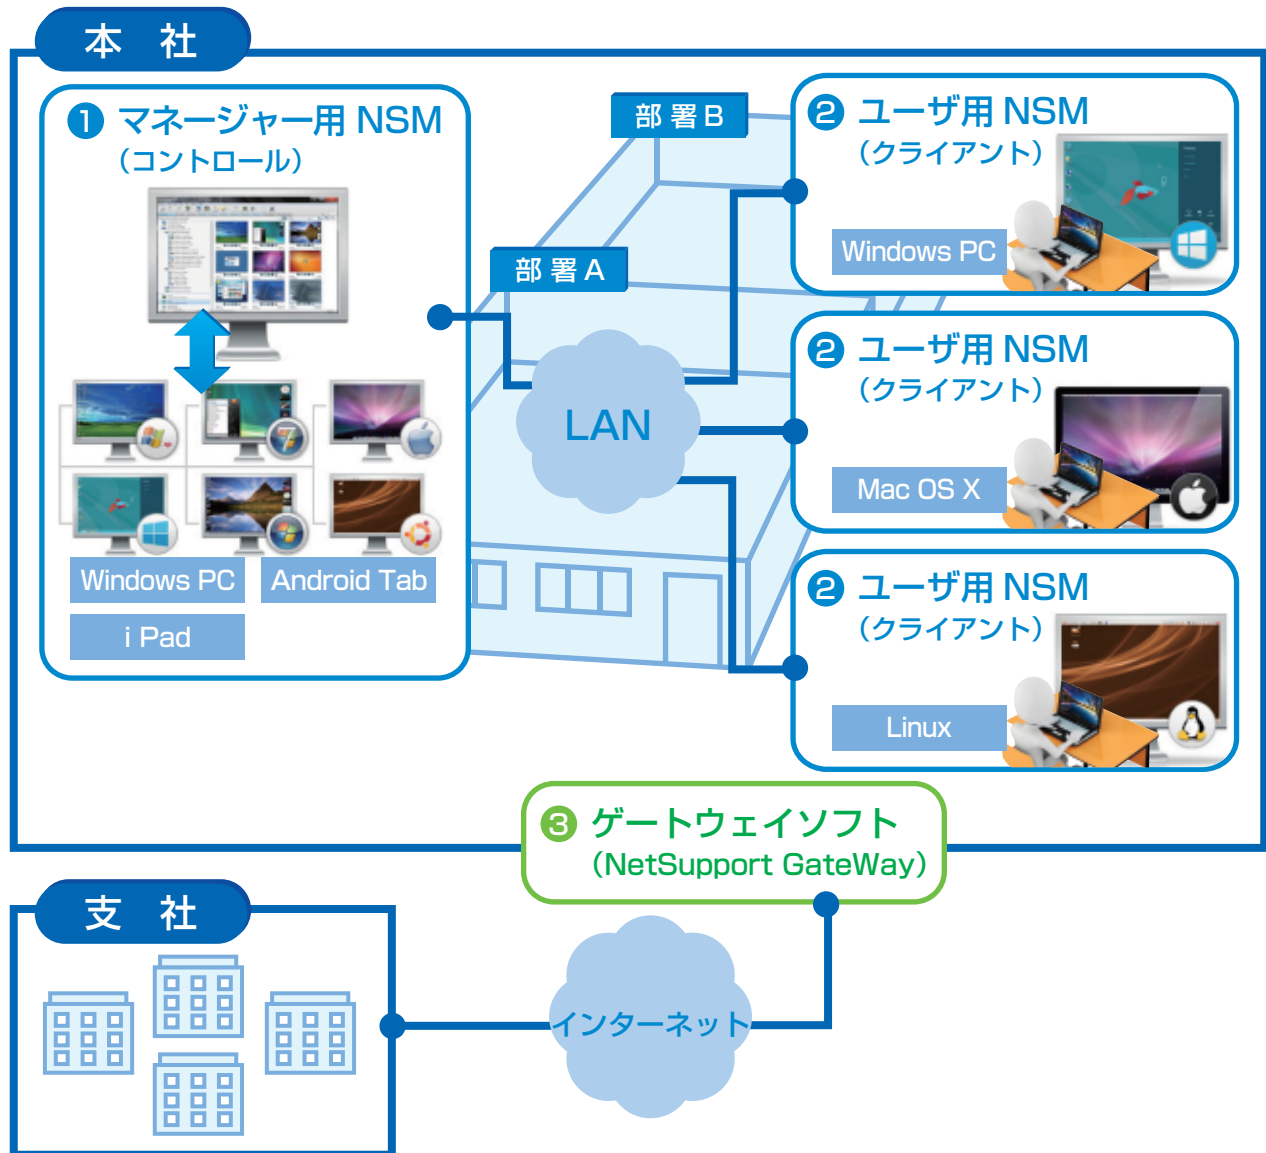 本 社
❶ マネージャー用 NSM
（コントロール）
Windows PC
Android Tab
i Pad
部 署 B
部 署 A
LAN
❷ ユーザ用 NSM
（クライアント）
Windows PC
❷ ユーザ用 NSM
（クライアント）
Mac OS X
❷ ユーザ用 NSM
（クライアント）
Linux
❸ ゲートウェイソフト
（NetSupport GateWay）
支 社
インターネット